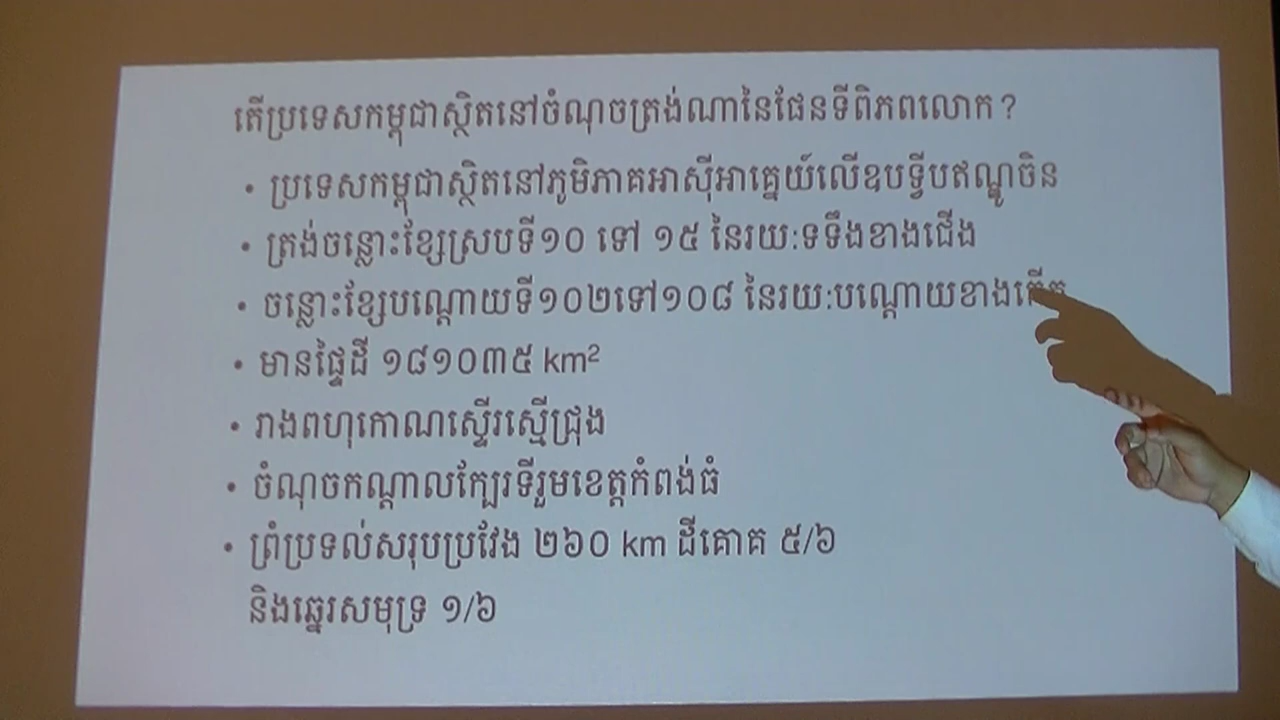 តើប្រទេសកម្ពុជាស្ថិតនៅចំណុចត្រង់ណានៃផែនទីពិភពលោក ?
• ប្រទេសកម្ពុជាស្ថិតនៅភូមិភាគអាស៊ីអាគ្នេយ៍លើឧបទ្វីបឥណ្ឌូចិន
• ត្រង់ចន្លោះខ្សែស្របទី១០ ទៅ ១៥ នៃរយ:ទទឹងខាងជើង
• ចន្លោះខ្សែបណ្ដោយទី១០២ទៅ១០៨ នៃរយ:បណ្ដោយខាងកើត
• មានផ្ទៃដី ១៨១០៣៥ km²
• រាងពហុកោណស្ទើរស្មើជ្រុង
• ចំណុចកណ្ដាលក្បែរទីរួមខេត្តកំពង់ធំ
• ព្រំប្រទល់សរុបប្រវែង ២៦០ km ដីគោគ ៥/៦
និងឆ្នេរសមុទ្រ ១/៦